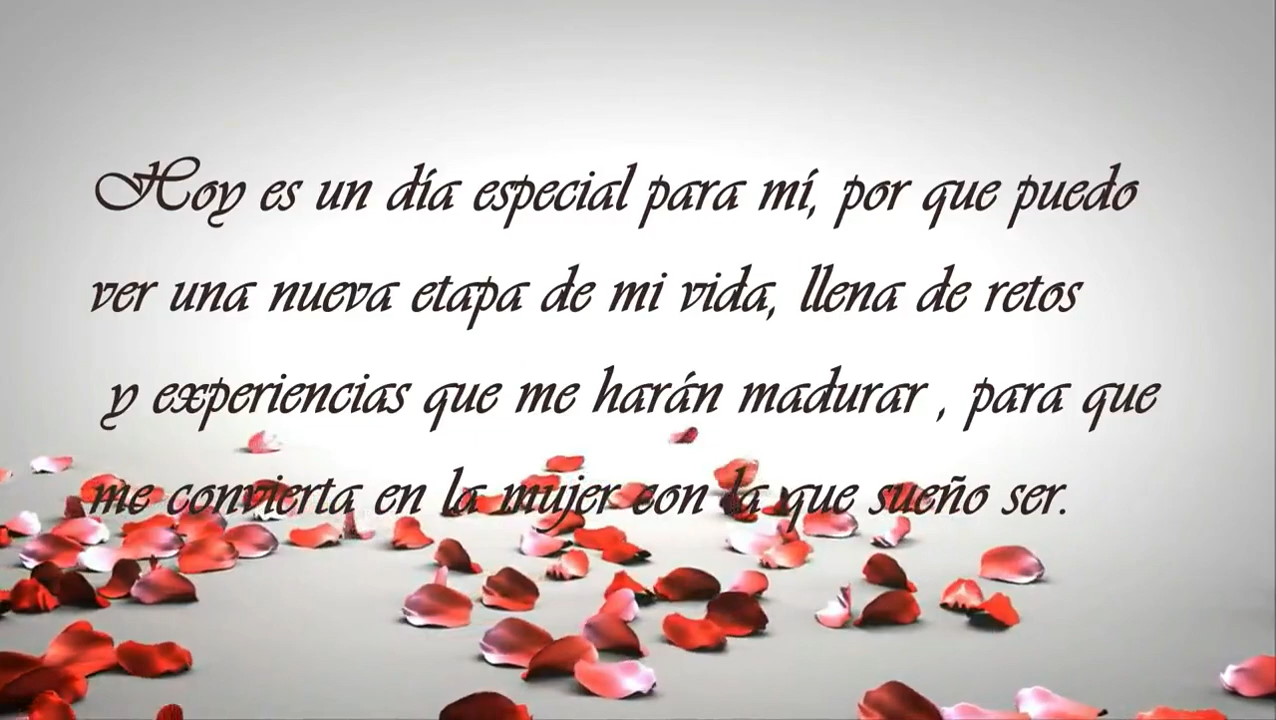 Hoy es un día especial para mí, por que puedo
ver una nueva etapa de mi vida, llena de retos
y experiencias que me harán madurar , para que
me convierta en la mujer con la que sueño ser.